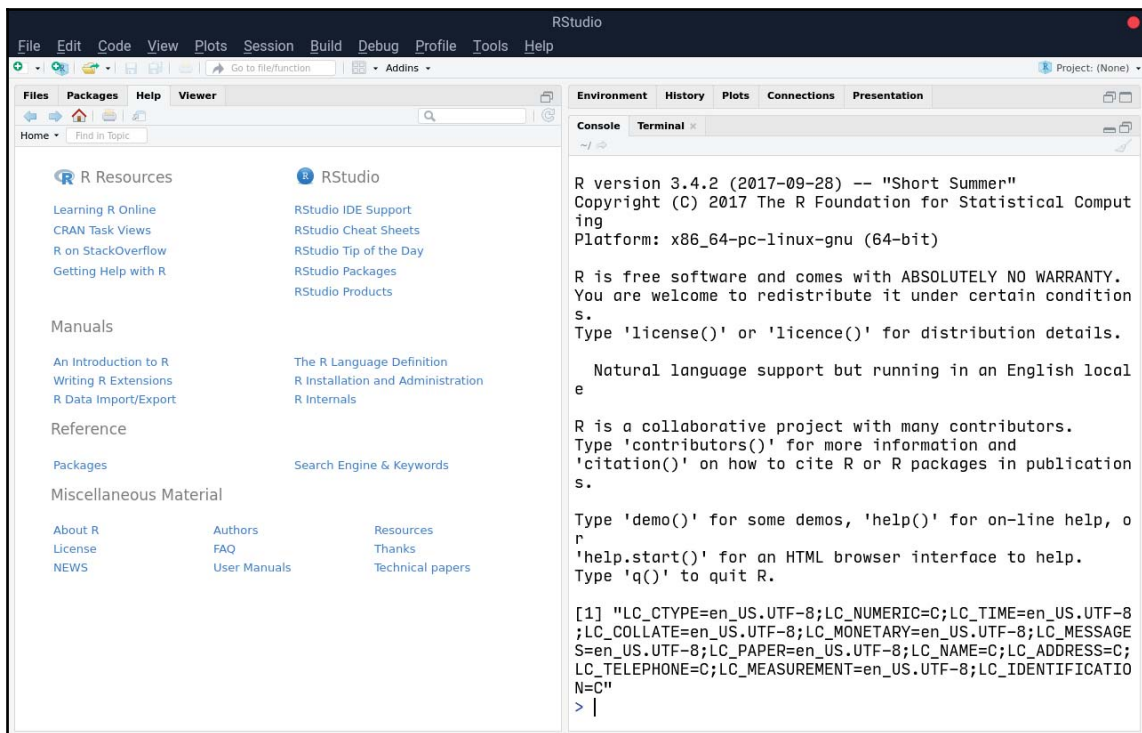 RStudio
File Edit Code View Plots Session Build Debug Profile Tools Help
Go to file/function Addins Project: (None)
Files Packages Help Viewer
Home Find in Topic
R Resources
Learning R Online
CRAN Task Views
R on StackOverflow
Getting Help with R
RStudio
RStudio IDE Support
RStudio Cheat Sheets
RStudio Tip of the Day
RStudio Packages
RStudio Products
Manuals
An Introduction to R The R Language Definition
Writing R Extensions R Installation and Administration
R Data Import/Export R Internals
Reference
Packages Search Engine & Keywords
Miscellaneous Material
About R Authors Resources
License FAQ Thanks
NEWS User Manuals Technical papers
Environment History Plots Connections Presentation
Console Terminal
~/
R version 3.4.2 (2017-09-28) -- "Short Summer"
Copyright (C) 2017 The R Foundation for Statistical Comput
ing
Platform: x86_64-pc-linux-gnu (64-bit)
R is free software and comes with ABSOLUTELY NO WARRANTY.
You are welcome to redistribute it under certain condition
s.
Type 'license()' or 'licence()' for distribution details.
Natural language support but running in an English local
e
R is a collaborative project with many contributors.
Type 'contributors()' for more information and
'citation()' on how to cite R or R packages in publication
s.
Type 'demo()' for some demos, 'help()' for on-line help, o
r
'help.start()' for an HTML browser interface to help.
Type 'q()' to quit R.
[1] "LC_CTYPE=en_US.UTF-8;LC_NUMERIC=C;LC_TIME=en_US.UTF-8
;LC_COLLATE=en_US.UTF-8;LC_MONETARY=en_US.UTF-8;LC_MESSAGE
S=en_US.UTF-8;LC_PAPER=en_US.UTF-8;LC_NAME=C;LC_ADDRESS=C;
LC_TELEPHONE=C;LC_MEASUREMENT=en_US.UTF-8;LC_IDENTIFICATIO
N=C"
>